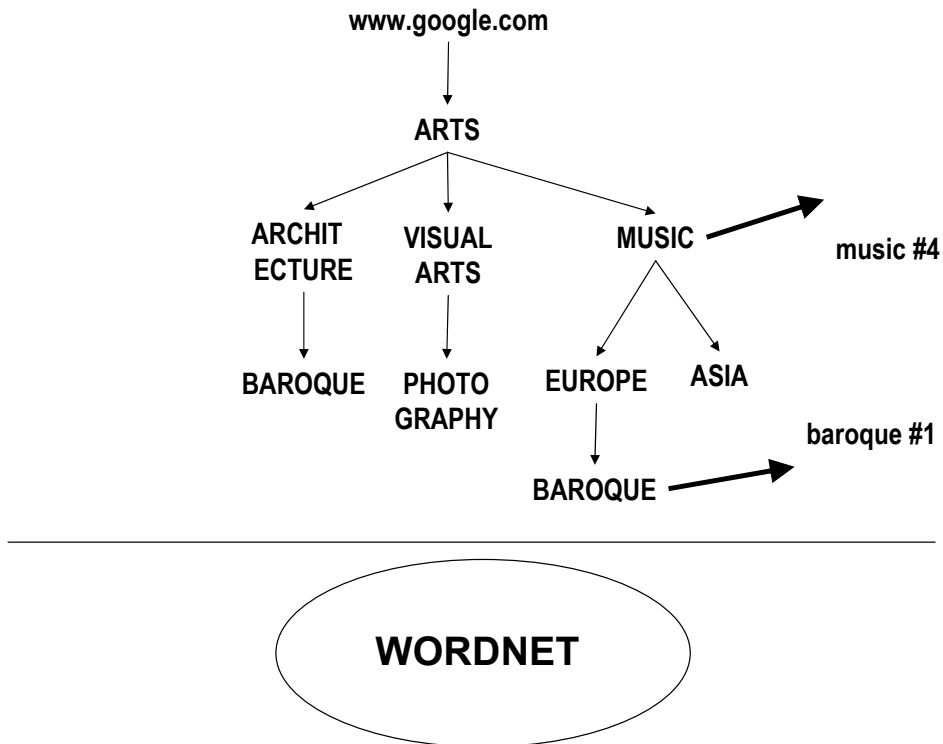 www.google.com
ARTS
ARCHIT
ECTURE
VISUAL
ARTS
MUSIC
music #4
BAROQUE
PHOTO
GRAPHY
EUROPE
ASIA
baroque #1
BAROQUE
WORDNET